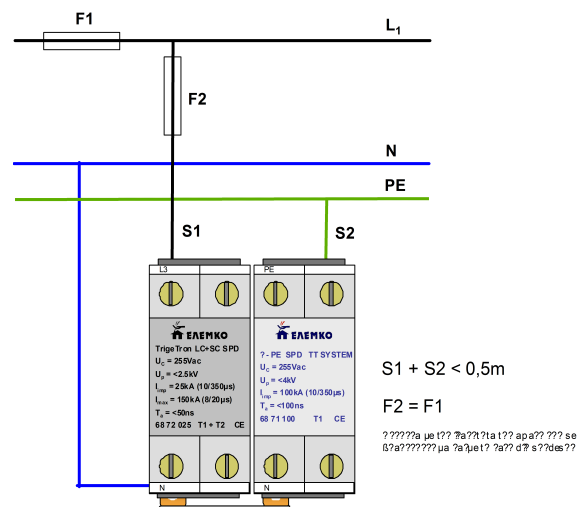 F1
L1
F2
N
PE
S1
S2
L3
PE
ΕΛΕΜΚΟ
TrigeTron LC+SC SPD
UC = 255Vac
Up = <2.5kV
Iimp = 25kA (10/350µs)
Imax = 150kA (8/20µs)
Ta = <50ns
68 72 025 T1 + T2 CE
N
ΕΛΕΜΚΟ
?- PE SPD TT SYSTEM
UC = 255Vac
Up = <4kV
Iimp = 100kA (10/350µs)
Ta = <100ns
68 71 100 T1 CE
S1 + S2 < 0,5m
F2 = F1